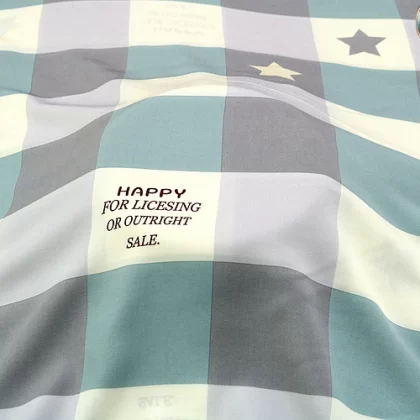 HAPPY
FOR LICESING
OR OUTRIGHT
SALE.